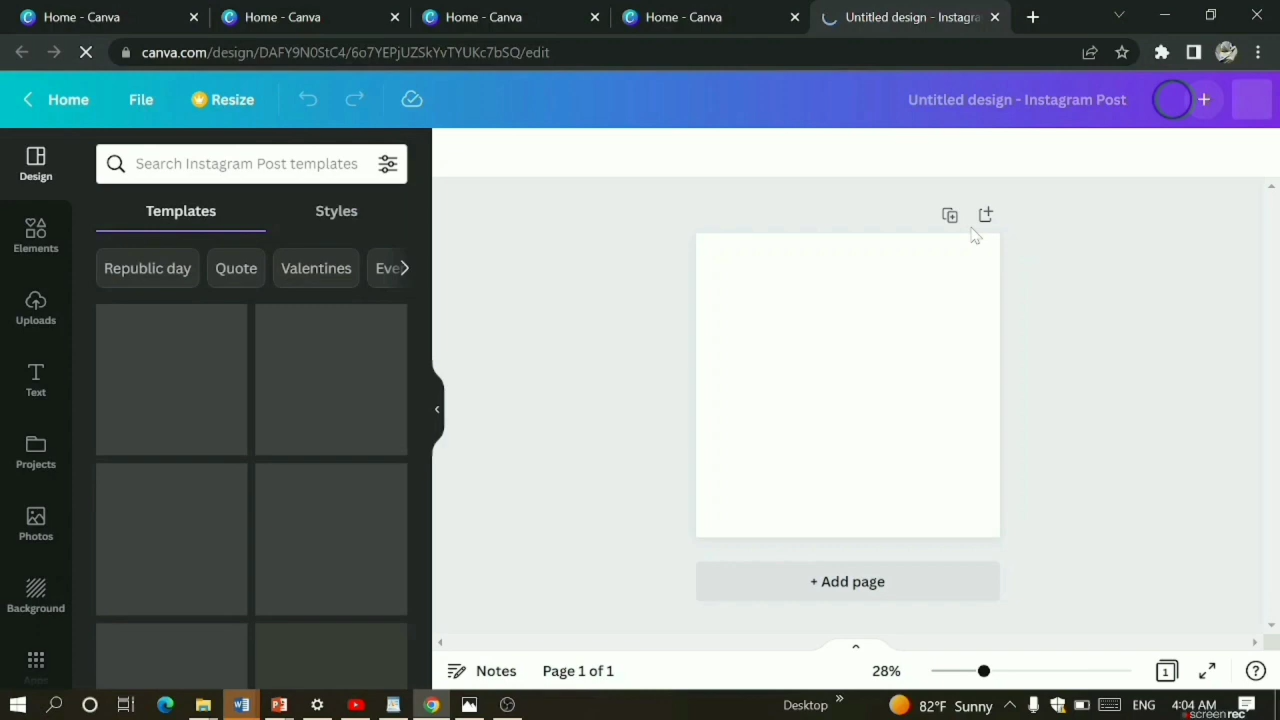 Home - Canva
Home - Canva
Home - Canva
Home - Canva
Untitled design - Instagra
canva.com/design/DAFY9N0StC4/6o7YEPjUZSkYvTYUKc7bSQ/edit
Home
File
Resize
Untitled design - Instagram Post
Design
Search Instagram Post templates
Templates
Styles
Elements
Republic day
Quote
Valentines
Eve
Uploads
Text
Projects
Photos
Background
Apps
+ Add page
Notes
Page 1 of 1
28%
1
Desktop
82°F Sunny
ENG
4:04 AM
screenrec